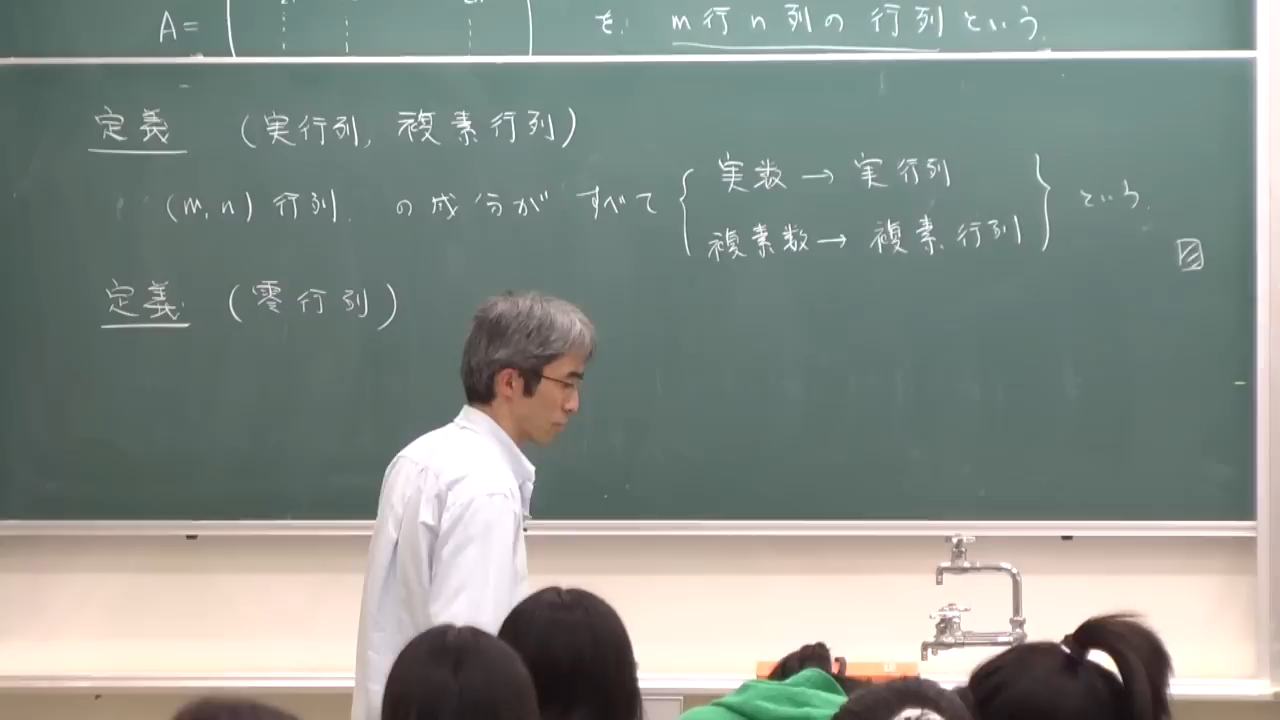 A= を m行n列の行列という.
定義 (実行列, 複素行列)
(m,n)行列. の成分が すべて { 実数→実行列 複素数→複素行列 } という.
定義 (零行列)